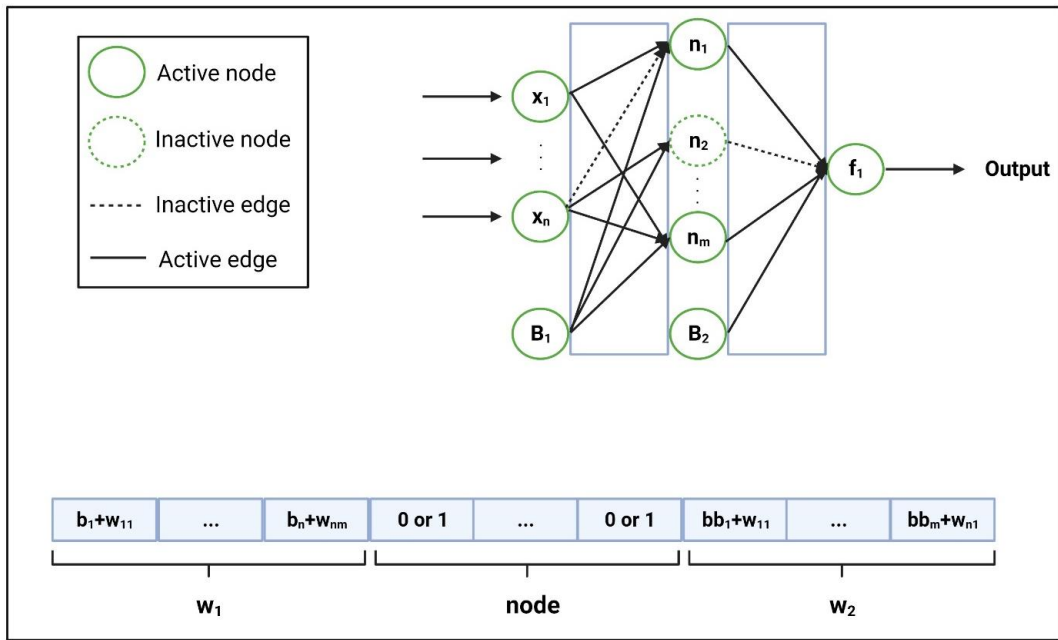 Active node
Inactive node
Inactive edge
Active edge
x₁
xₙ
B₁
n₁
n₂
nₘ
B₂
f₁
Output
b₁+w₁₁
...
bₙ+wₙₘ
0 or 1
...
0 or 1
bb₁+w₁₁
...
bbₘ+wₙ₁
w₁
node
w₂